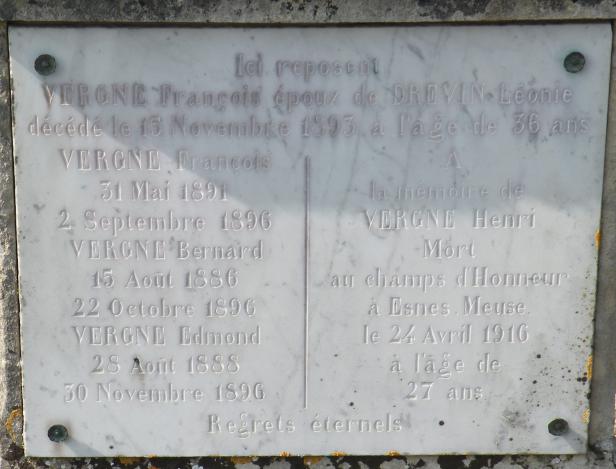 Ici reposent
VERGNE François époux de DREVIN Léonie
décédé le 13 Novembre 1893 à l'âge de 36 ans
VERGNE François
31 Mai 1891
2 Septembre 1896
VERGNE Bernard
15 Août 1886
22 Octobre 1896
VERGNE Edmond
28 Août 1888
30 Novembre 1896
A
la mémoire de
VERGNE Henri
Mort
au champs d'Honneur
à Esnes. Meuse.
le 24 Avril 1916
à l'âge de
27 ans
Regrets éternels